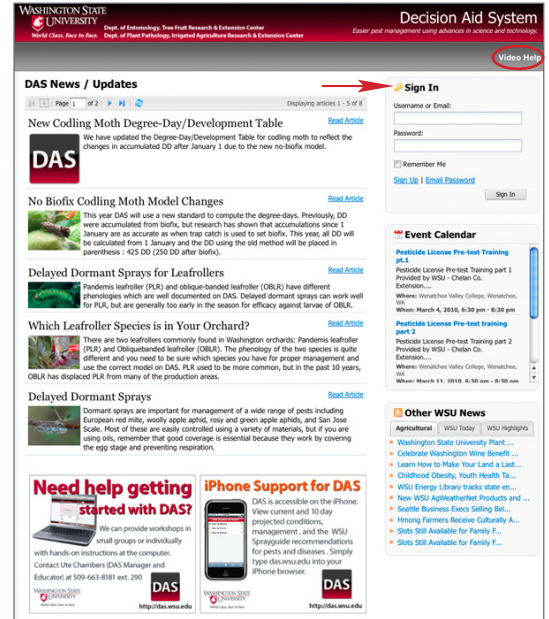 WASHINGTON STATE
UNIVERSITY
World Class. Face to Face.
Dept. of Entomology, Tree Fruit Research & Extension Center
Dept. of Plant Pathology, Irrigated Agriculture Research & Extension Center
Decision Aid System
Easier pest management using advances in science and technology.
Video Help
DAS News / Updates
Page 1 of 2
Displaying articles 1 - 5 of 8
New Codling Moth Degree-Day/Development Table
Read Article
DAS
We have updated the Degree-Day/Development Table for codling moth to reflect the
changes in accumulated DD after January 1 due to the new no-biofix model.
No Biofix Codling Moth Model Changes
Read Article
This year DAS will use a new standard to compute the degree-days. Previously, DD
were accumulated from biofix, but research has shown that accumulations since 1
January are as accurate as when trap catch is used to set biofix. This year, all DD will
be calculated from 1 January and the DD using the old method will be placed in
parenthesis : 425 DD (250 DD after biofix).
Delayed Dormant Sprays for Leafrollers
Read Article
Pandemis leafroller (PLR) and oblique-banded leafroller (OBLR) have different
phenologies which are well documented on DAS. Delayed dormant sprays can work well
for PLR, but are generally too early in the season for efficacy against larvae of OBLR.
Which Leafroller Species is in Your Orchard?
Read Article
There are two leafrollers commonly found in Washington orchards: Pandemis leafroller
(PLR) and Obliquebanded leafroller (OBLR). The phenology of the two species is quite
different and you need to be sure which species you have for proper management and
use the correct model on DAS. PLR used to be more common, but in the past 10 years,
OBLR has displaced PLR from many of the production areas.
Delayed Dormant Sprays
Read Article
Dormant sprays are important for management of a wide range of pests including
European red mite, woolly apple aphid, rosy and green apple aphids, and San Jose
Scale. Most of these are easily controlled using a variety of materials, but if you are
using oils, remember that good coverage is essential because they work by covering
the egg stage and preventing respiration.
Need help getting
started with DAS?
We can provide workshops in
small groups or individually
with hands-on instructions at the computer.
Contact Ute Chambers (DAS Manager and
Educator) at 509-663-8181 ext. 290
WASHINGTON STATE
UNIVERSITY
World Class. Face to Face.
DAS
http://das.wsu.edu
iPhone Support for DAS
DAS is accessible on the iPhone.
View current and 10 day
projected conditions,
management , and the WSU
Sprayguide recommendations
for pests and diseases . Simply
type das.wsu.edu into your
iPhone browser.
WASHINGTON STATE
UNIVERSITY
World Class. Face to Face.
DAS
http://das.wsu.edu
Sign In
Username or Email:
Password:
Remember Me
Sign Up | Email Password
Sign In
Event Calendar
Pesticide License Pre-test Training
pt.1
Pesticide License Pre-test Training part 1
Provided by WSU - Chelan Co.
Extension....
Where: Wenatchee Valley College, Wenatchee,
WA
When: March 4, 2010, 6:30 pm - 8:30 pm
Pesticide License Pre-test training
part 2
Pesticide License Pre-test Training part 2
Provided by WSU - Chelan Co.
Extension....
Where: Wenatchee Valley College, Wenatchee,
WA
When: March 11, 2010, 6:30 pm - 8:30 pm
Other WSU News
Agricultural
WSU Today
WSU Highlights
Washington State University Plant ...
Celebrate Washington Wine Benefit ...
Learn How to Make Your Land a Last...
Childhood Obesity, Youth Health Ta...
WSU Energy Library tracks state en...
New WSU AgWeatherNet Products and ...
Seattle Business Execs Selling Bel...
Hmong Farmers Receive Culturally A...
Slots Still Available for Family F...
Slots Still Available for Family F...